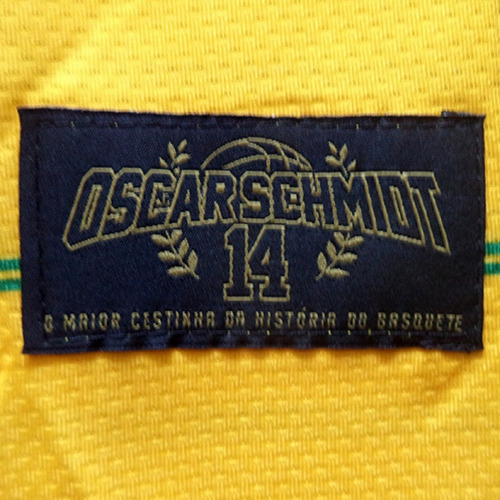 OSCAR SCHMIDT
14
O MAIOR CESTINHA DA HISTÓRIA DO BASQUETE